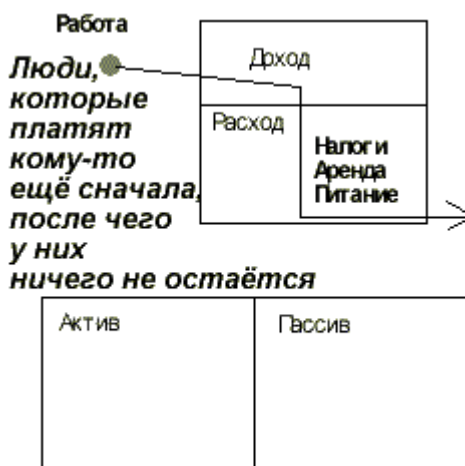 Работа
Люди,
которые
платят
кому-то
ещё сначала,
после чего
у них
ничего не остаётся
Доход
Расход
Налоги
Аренда
Питание
Актив
Пассив